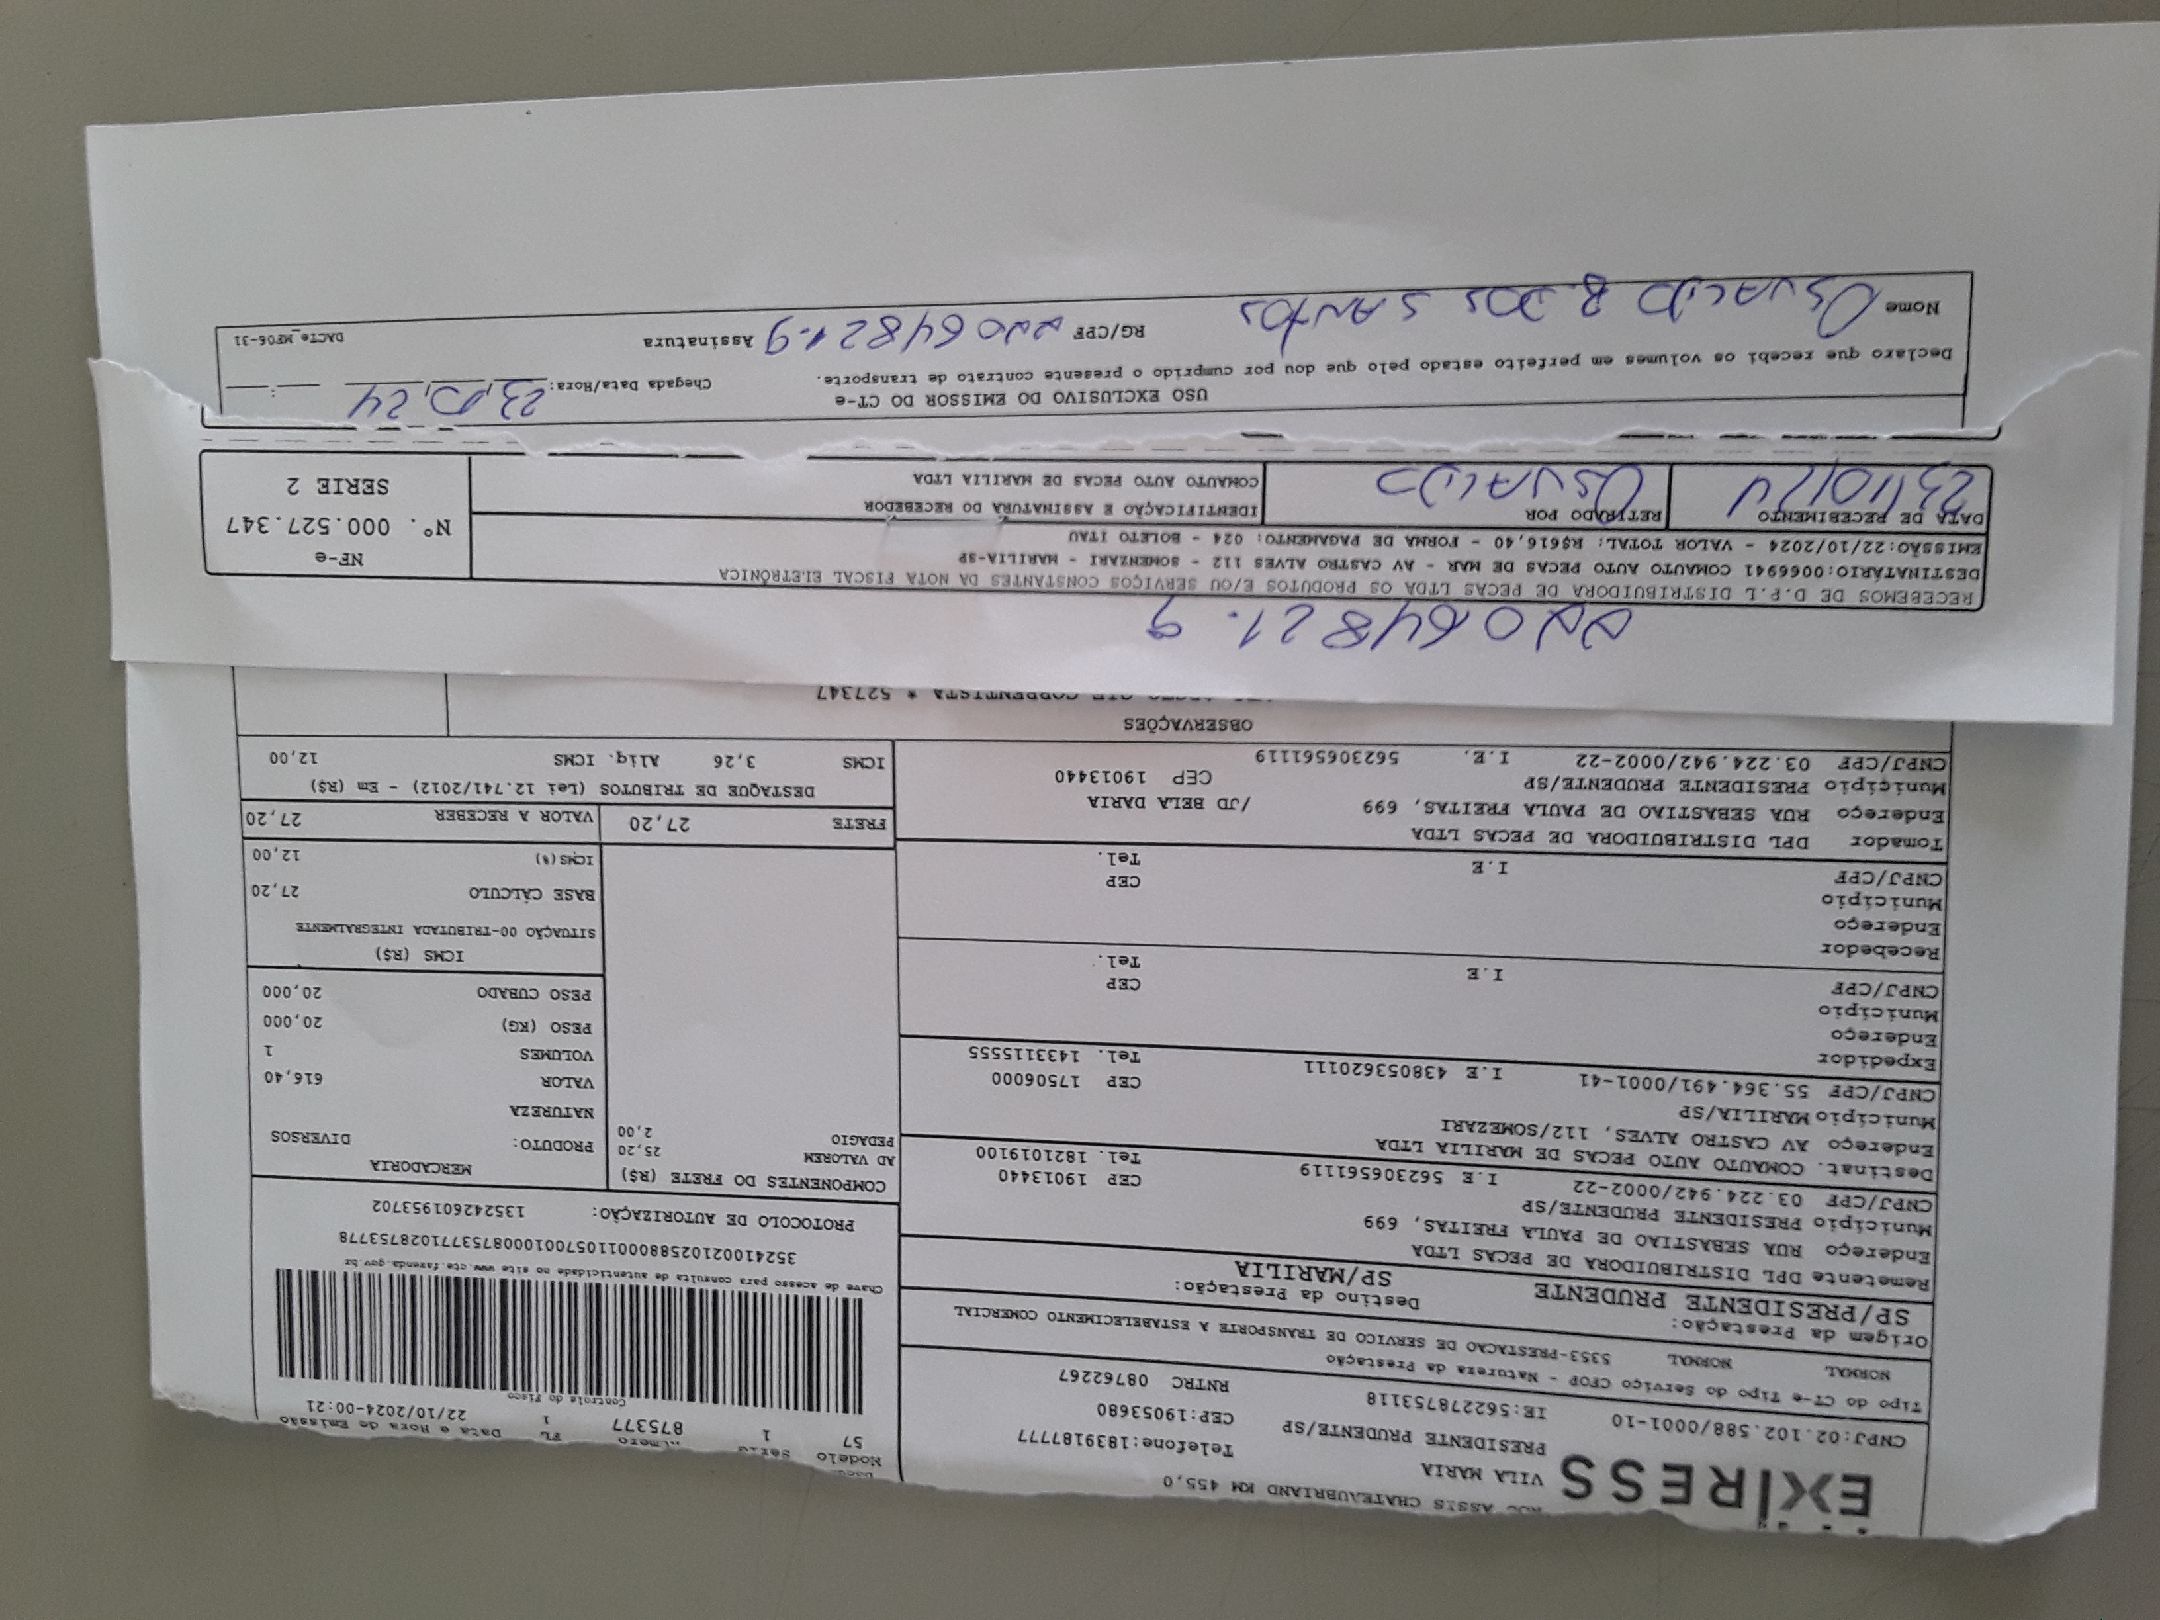 EXPRESS
ROD ASSIS CHATEAUBRIAND KM 455,0
VILA MARIA Telefone:1839187777
PRESIDENTE PRUDENTE/SP CEP:19053680
CNPJ:02.102.588/0001-10 IE:562278753118 RNTRC 08762267
Modelo Serie Número FL Data e Hora de Emissão
57 1 875377 1 22/10/2024-00:21
Controle do Fisco
Tipo do CT-e Tipo do Serviço CFOP - Natureza da Prestação
NORMAL NORMAL 5353-PRESTACAO DE SERVICO DE TRANSPORTE A ESTABELECIMENTO COMERCIAL
Origem da Prestação: Destino da Prestação:
SP/PRESIDENTE PRUDENTE SP/MARILIA
Chave de acesso para consulta de autenticidade no site www.cte.fazenda.gov.br
35241002102588000110570010008753771028753778
PROTOCOLO DE AUTORIZAÇÃO: 135242601953702
Remetente DPL DISTRIBUIDORA DE PECAS LTDA
Endereço RUA SEBASTIAO DE PAULA FREITAS, 699
Município PRESIDENTE PRUDENTE/SP CEP 19013440
CNPJ/CPF 03.224.942/0002-22 I.E 562306561119 Tel. 1821019100
Destinat. COMAUTO AUTO PECAS DE MARILIA LTDA
Endereço AV CASTRO ALVES, 112/SOMEZARI
Município MARILIA/SP CEP 17506000
CNPJ/CPF 55.364.491/0001-41 I.E 438053620111 Tel. 1433115555
Expedidor
Endereço
Município CEP
CNPJ/CPF I.E Tel.
Recebedor
Endereço
Município CEP
CNPJ/CPF I.E Tel.
Tomador DPL DISTRIBUIDORA DE PECAS LTDA
Endereço RUA SEBASTIAO DE PAULA FREITAS, 699 /JD BELA DARIA
Município PRESIDENTE PRUDENTE/SP CEP 19013440
CNPJ/CPF 03.224.942/0002-22 I.E. 562306561119
COMPONENTES DO FRETE (R$)
AD VALOREM 25,20
PEDAGIO 2,00
MERCADORIA
PRODUTO: DIVERSOS
NATUREZA
VALOR 616,40
VOLUMES 1
PESO (KG) 20,000
PESO CUBADO 20,000
ICMS (R$)
SITUAÇÃO 00-TRIBUTADA INTEGRALMENTE
BASE CÁLCULO 27,20
ICMS(%) 12,00
FRETE 27,20 VALOR A RECEBER 27,20
DESTAQUE DE TRIBUTOS (Lei 12.741/2012) - Em (R$)
ICMS 3,26 Aliq. ICMS 12,00
OBSERVAÇÕES
CORRENTISTA * 527347
22064821.9
RECEBEMOS DE D.P.L DISTRIBUIDORA DE PECAS LTDA OS PRODUTOS E/OU SERVIÇOS CONSTANTES DA NOTA FISCAL ELETRÔNICA
DESTINATÁRIO:0066941 COMAUTO AUTO PECAS DE MAR - AV CASTRO ALVES 112 - SOMENZARI - MARILIA-SP
EMISSÃO:22/10/2024 - VALOR TOTAL: R$616,40 - FORMA DE PAGAMENTO: 024 - BOLETO ITAU
NF-e
Nº. 000.527.347
SERIE 2
DATA DE RECEBIMENTO RETIRADO POR IDENTIFICAÇÃO E ASSINATURA DO RECEBEDOR
23/10/24 OSVALDO COMAUTO AUTO PECAS DE MARILIA LTDA
USO EXCLUSIVO DO EMISSOR DO CT-e
Declaro que recebi os volumes em perfeito estado pelo que dou por cumprido o presente contrato de transporte. Chegada Data/Hora: 23,10,24
Nome OSVALDO B. DOS SANTOS RG/CPF 22064821.9 Assinatura
DACTe_MF06-31